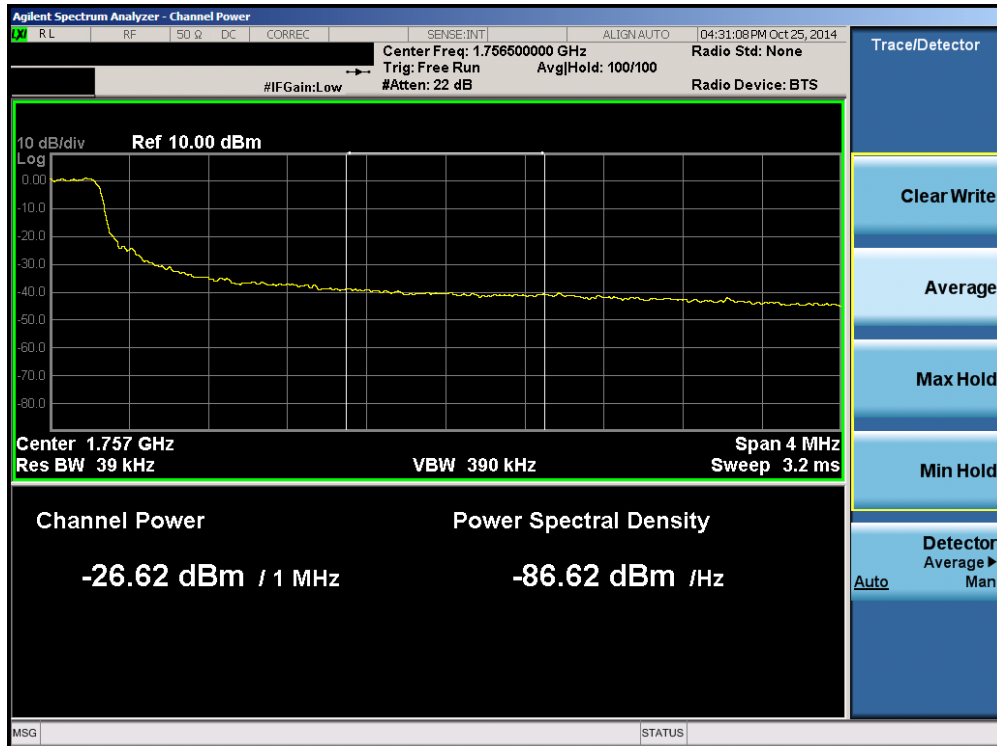 Agilent Spectrum Analyzer - Channel Power
LXI RL RF 50 Ω DC CORREC SENSE:INT ALIGN AUTO 04:31:08 PM Oct 25, 2014
Center Freq: 1.756500000 GHz Radio Std: None
Trig: Free Run Avg|Hold: 100/100
#IFGain:Low #Atten: 22 dB Radio Device: BTS
10 dB/div Ref 10.00 dBm
Log
0.00
-10.0
-20.0
-30.0
-40.0
-50.0
-60.0
-70.0
-80.0
Center 1.757 GHz Span 4 MHz
Res BW 39 kHz VBW 390 kHz Sweep 3.2 ms
Channel Power Power Spectral Density
-26.62 dBm / 1 MHz -86.62 dBm /Hz
MSG STATUS
Trace/Detector
Clear Write
Average
Max Hold
Min Hold
Detector
Average
Auto Man